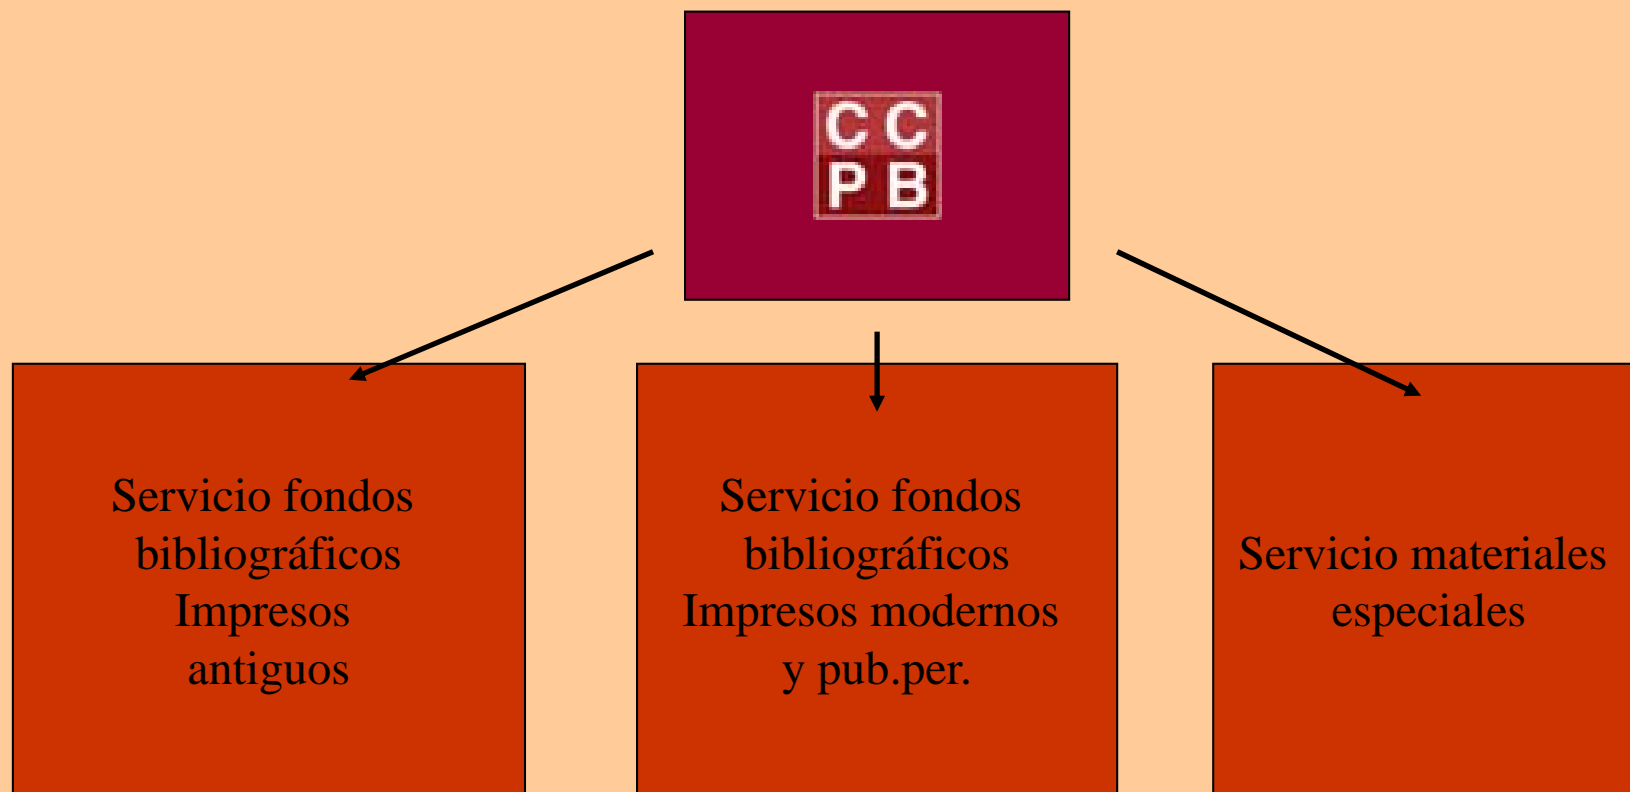 C C
P B
Servicio fondos
bibliográficos
Impresos
antiguos
Servicio fondos
bibliográficos
Impresos modernos
y pub.per.
Servicio materiales
especiales